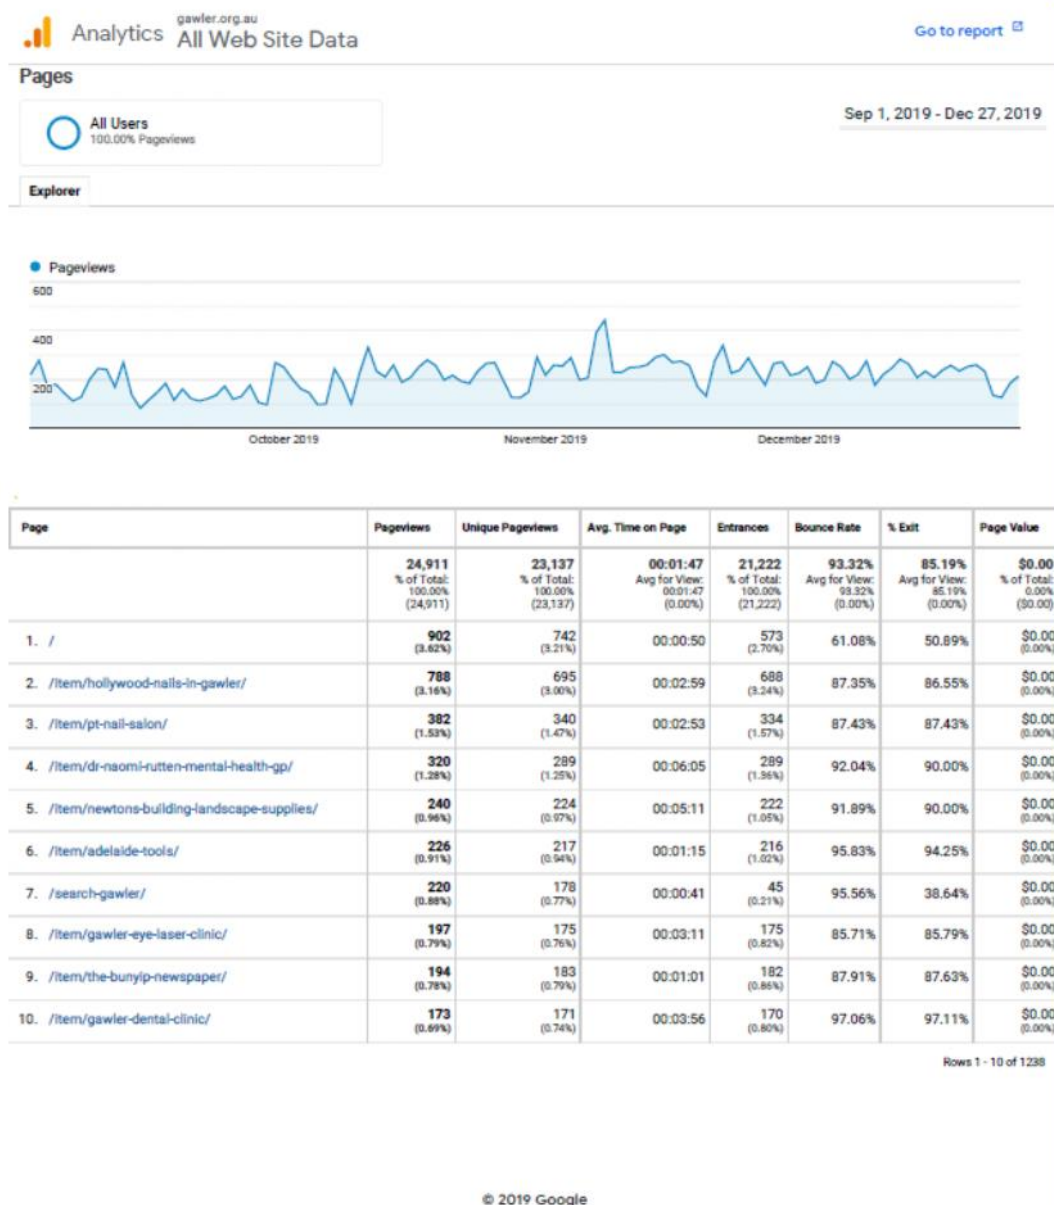 gawler.org.au
Analytics All Web Site Data
Go to report
Pages
All Users
100.00% Pageviews
Sep 1, 2019 - Dec 27, 2019
Explorer
Pageviews
600
400
200
October 2019 November 2019 December 2019
Page Pageviews Unique Pageviews Avg. Time on Page Entrances Bounce Rate % Exit Page Value
24,911 23,137 00:01:47 21,222 93.32% 85.19% $0.00
% of Total: % of Total: Avg for View: % of Total: Avg for View: Avg for View: % of Total:
100.00% 100.00% 00:01:47 100.00% 93.32% 85.19% 0.00%
(24,911) (23,137) (0.00%) (21,222) (0.00%) (0.00%) ($0.00)
1. / 902 742 00:00:50 573 61.08% 50.89% $0.00
(3.62%) (3.21%) (2.70%) (0.00%)
2. /item/hollywood-nails-in-gawler/ 788 695 00:02:59 688 87.35% 86.55% $0.00
(3.16%) (3.00%) (3.24%) (0.00%)
3. /item/pt-nail-salon/ 382 340 00:02:53 334 87.43% 87.43% $0.00
(1.53%) (1.47%) (1.57%) (0.00%)
4. /item/dr-naomi-rutten-mental-health-gp/ 320 289 00:06:05 289 92.04% 90.00% $0.00
(1.28%) (1.25%) (1.36%) (0.00%)
5. /item/newtons-building-landscape-supplies/ 240 224 00:05:11 222 91.89% 90.00% $0.00
(0.96%) (0.97%) (1.05%) (0.00%)
6. /item/adelaide-tools/ 226 217 00:01:15 216 95.83% 94.25% $0.00
(0.91%) (0.94%) (1.02%) (0.00%)
7. /search-gawler/ 220 178 00:00:41 45 95.56% 38.64% $0.00
(0.88%) (0.77%) (0.21%) (0.00%)
8. /item/gawler-eye-laser-clinic/ 197 175 00:03:11 175 85.71% 85.79% $0.00
(0.79%) (0.76%) (0.82%) (0.00%)
9. /item/the-bunyip-newspaper/ 194 183 00:01:01 182 87.91% 87.63% $0.00
(0.78%) (0.79%) (0.86%) (0.00%)
10. /item/gawler-dental-clinic/ 173 171 00:03:56 170 97.06% 97.11% $0.00
(0.69%) (0.74%) (0.80%) (0.00%)
Rows 1 - 10 of 1238
© 2019 Google